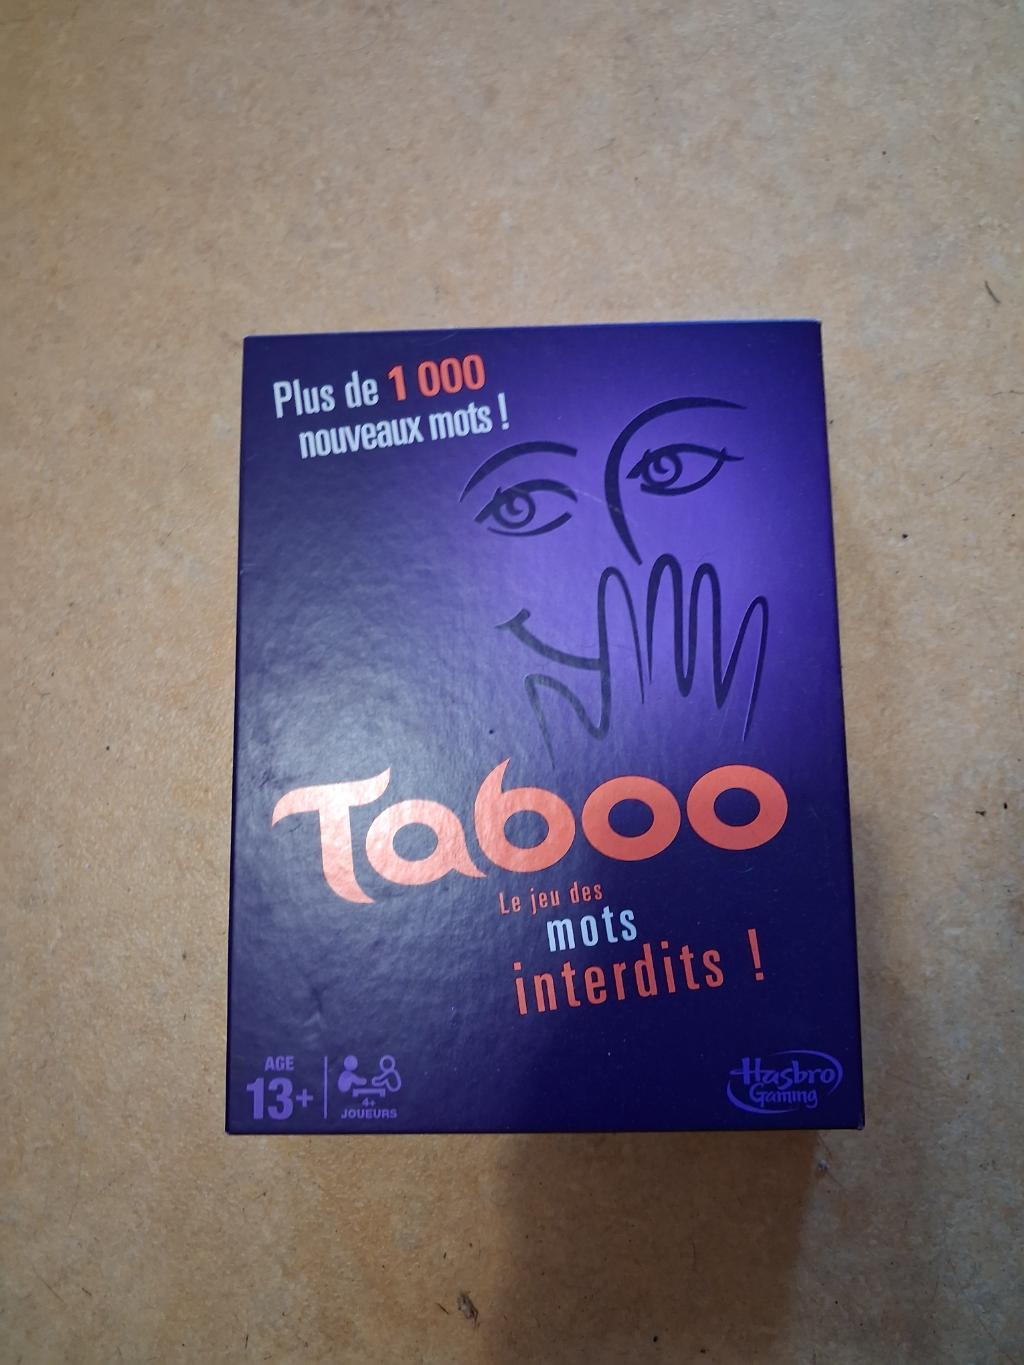 Plus de 1 000
nouveaux mots !
Taboo
Le jeu des
mots
interdits !
AGE
13+
4+
JOUEURS
Hasbro
Gaming